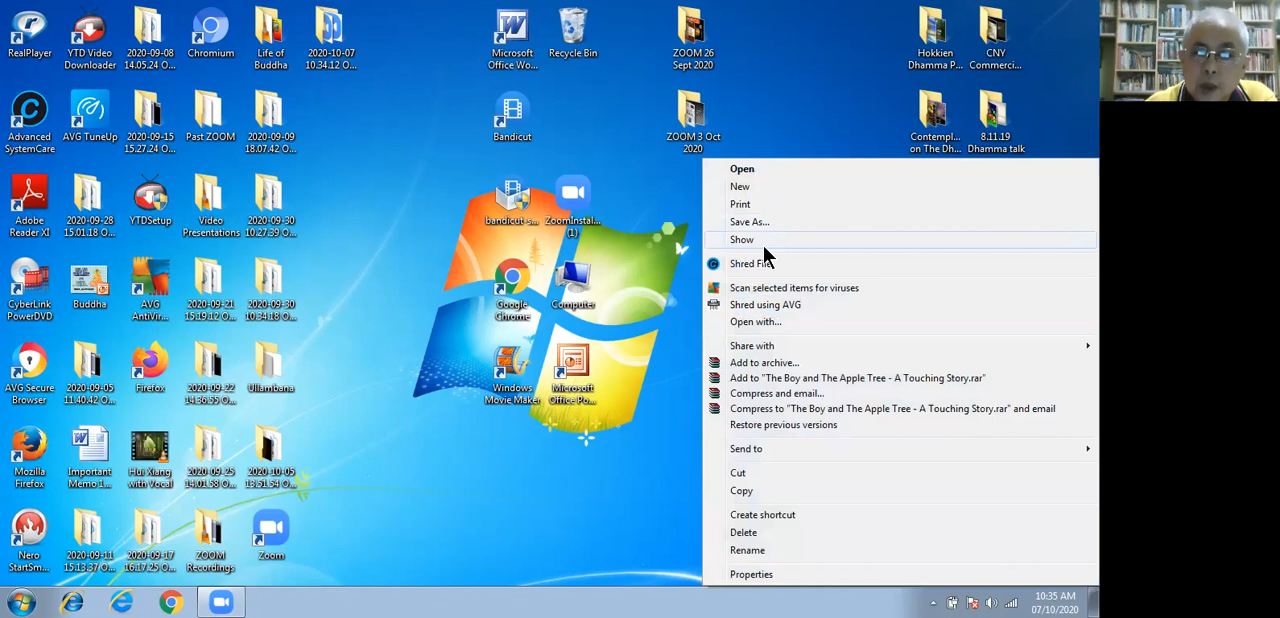 RealPlayer
YTD Video
Downloader
2020-09-08
14.05.24 O...
Chromium
Life of
Buddha
2020-10-07
10.34.12 O...
Microsoft
Office Wo...
Recycle Bin
ZOOM 26
Sept 2020
Hokkien
Dhamma P...
CNY
Commerci...
Advanced
SystemCare
AVG TuneUp
2020-09-15
15.27.24 O...
Past ZOOM
2020-09-09
18.07.42 O...
Bandicut
ZOOM 3 Oct
2020
Contempl...
on The Dh...
8.11.19
Dhamma talk
Adobe
Reader XI
2020-09-28
15.01.18 O...
YTDSetup
Video
Presentations
2020-09-30
10.27.39 O...
bandicut-s...
ZoomInstal...
(1)
CyberLink
PowerDVD
Buddha
AVG
AntiVir...
2020-09-21
15.19.12 O...
2020-09-30
10.34.18 O...
Google
Chrome
Computer
AVG Secure
Browser
2020-09-05
11.40.42 O...
Firefox
2020-09-22
14.36.55 O...
Ullambana
Windows
Movie Maker
Microsoft
Office Po...
Mozilla
Firefox
Important
Memo 1...
Hui Xiang
with Vocal
2020-09-25
14.01.58 O...
2020-10-05
13.51.54 O...
Nero
StartSm...
2020-09-11
15.13.37 O...
2020-09-17
16.17.25 O...
ZOOM
Recordings
Zoom
Open
New
Print
Save As...
Show
Shred File
Scan selected items for viruses
Shred using AVG
Open with...
Share with
Add to archive...
Add to "The Boy and The Apple Tree - A Touching Story.rar"
Compress and email...
Compress to "The Boy and The Apple Tree - A Touching Story.rar" and email
Restore previous versions
Send to
Cut
Copy
Create shortcut
Delete
Rename
Properties
10:35 AM
07/10/2020